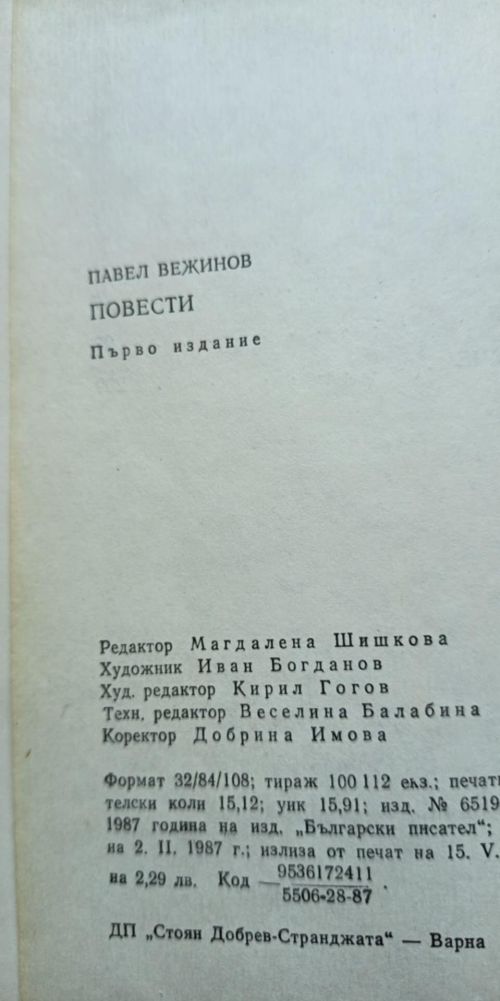 ПАВЕЛ ВЕЖИНОВ
ПОВЕСТИ
Първо издание
Редактор Магдалена Шишкова
Художник Иван Богданов
Худ. редактор Кирил Гогов
Техн. редактор Веселина Балабина
Коректор Добрина Имова
Формат 32/84/108; тираж 100 112 екз.; печатн
телски коли 15,12; уик 15,91; изд. № 6519
1987 година на изд. „Български писател“;
на 2. II. 1987 г.; излиза от печат на 15. V.
на 2,29 лв. Код 9536172411
5506-28-87.
ДП „Стоян Добрев-Странджата“ — Варна